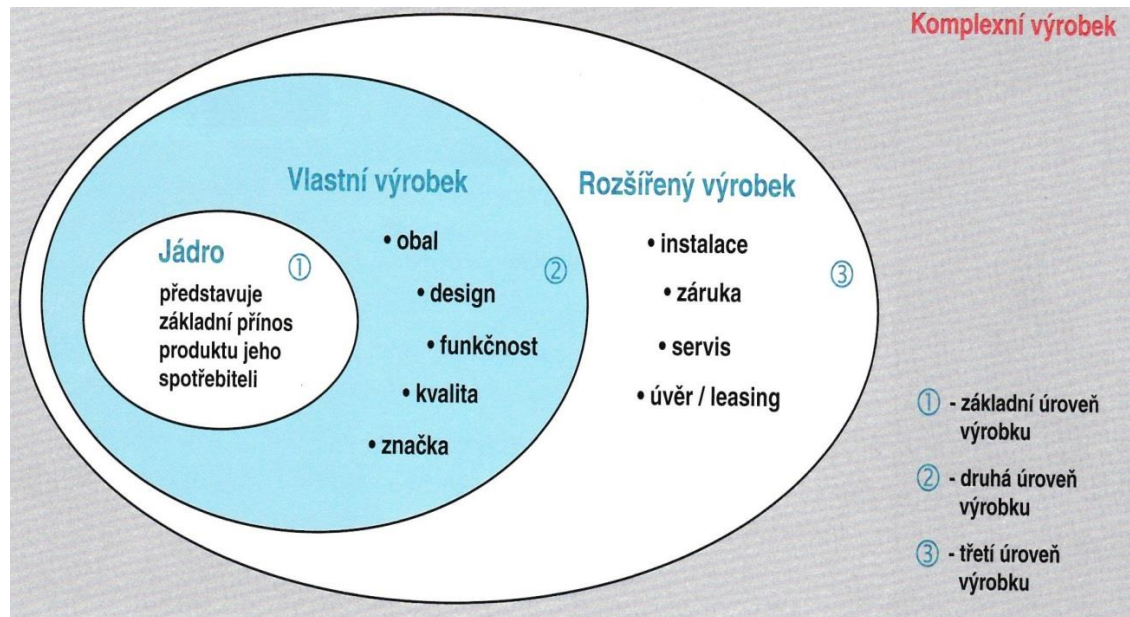 Komplexní výrobek
Vlastní výrobek
Rozšířený výrobek
Jádro
①
představuje
základní přínos
produktu jeho
spotřebiteli
• obal
②
• design
• funkčnost
• kvalita
• značka
• instalace
③
• záruka
• servis
• úvěr / leasing
① - základní úroveň
výrobku
② - druhá úroveň
výrobku
③ - třetí úroveň
výrobku